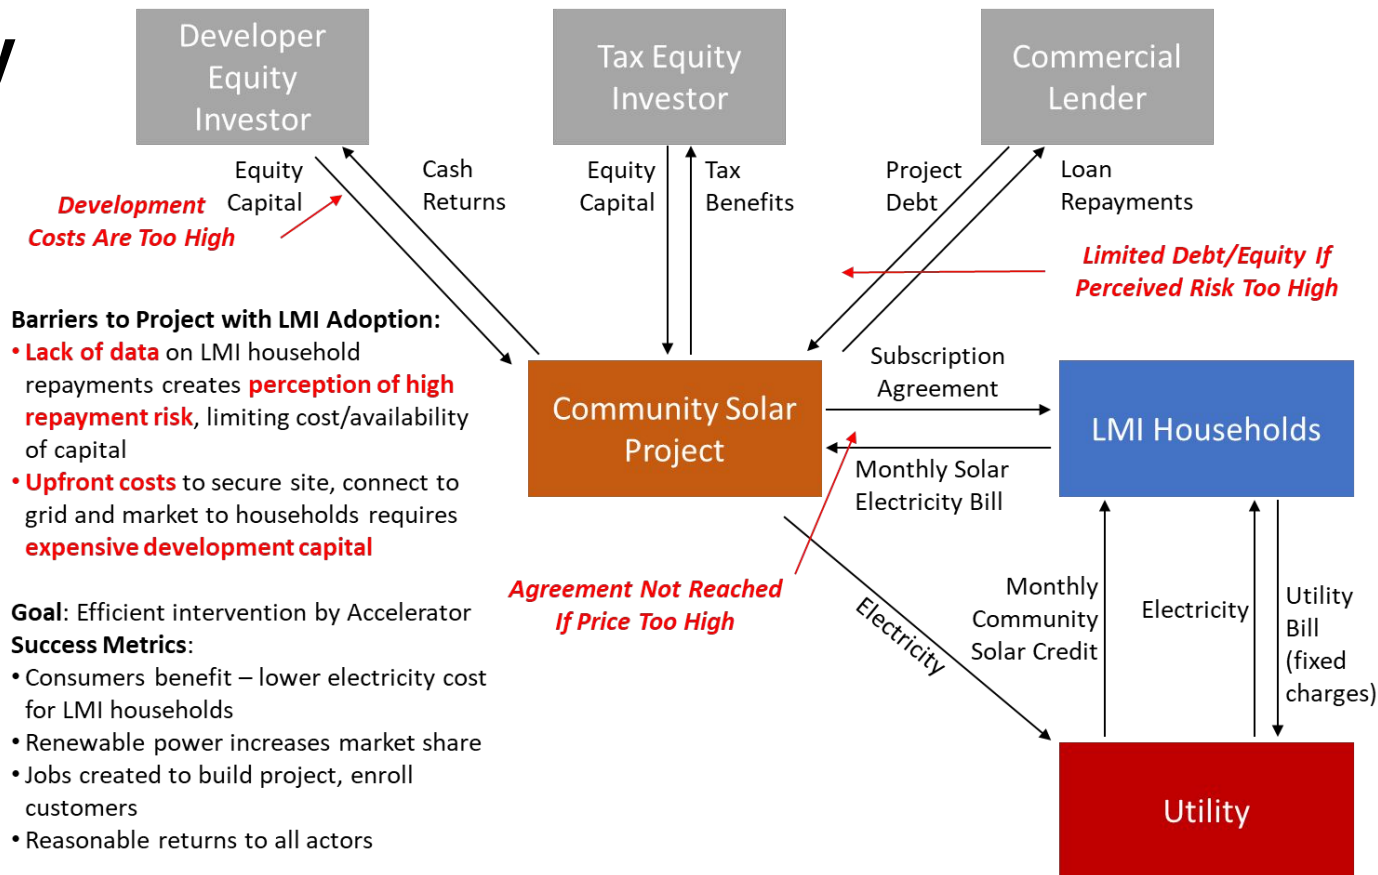 y
Developer
Equity
Investor
Tax Equity
Investor
Commercial
Lender
Equity
Capital
Cash
Returns
Equity
Capital
Tax
Benefits
Project
Debt
Loan
Repayments
Development
Costs Are Too High
Limited Debt/Equity If
Perceived Risk Too High
Barriers to Project with LMI Adoption:
• Lack of data on LMI household
repayments creates perception of high
repayment risk, limiting cost/availability
of capital
• Upfront costs to secure site, connect to
grid and market to households requires
expensive development capital
Goal: Efficient intervention by Accelerator
Success Metrics:
• Consumers benefit – lower electricity cost
for LMI households
• Renewable power increases market share
• Jobs created to build project, enroll
customers
• Reasonable returns to all actors
Community Solar
Project
Subscription
Agreement
Monthly Solar
Electricity Bill
LMI Households
Agreement Not Reached
If Price Too High
Electricity
Monthly
Community
Solar Credit
Electricity
Utility
Bill
(fixed
charges)
Utility